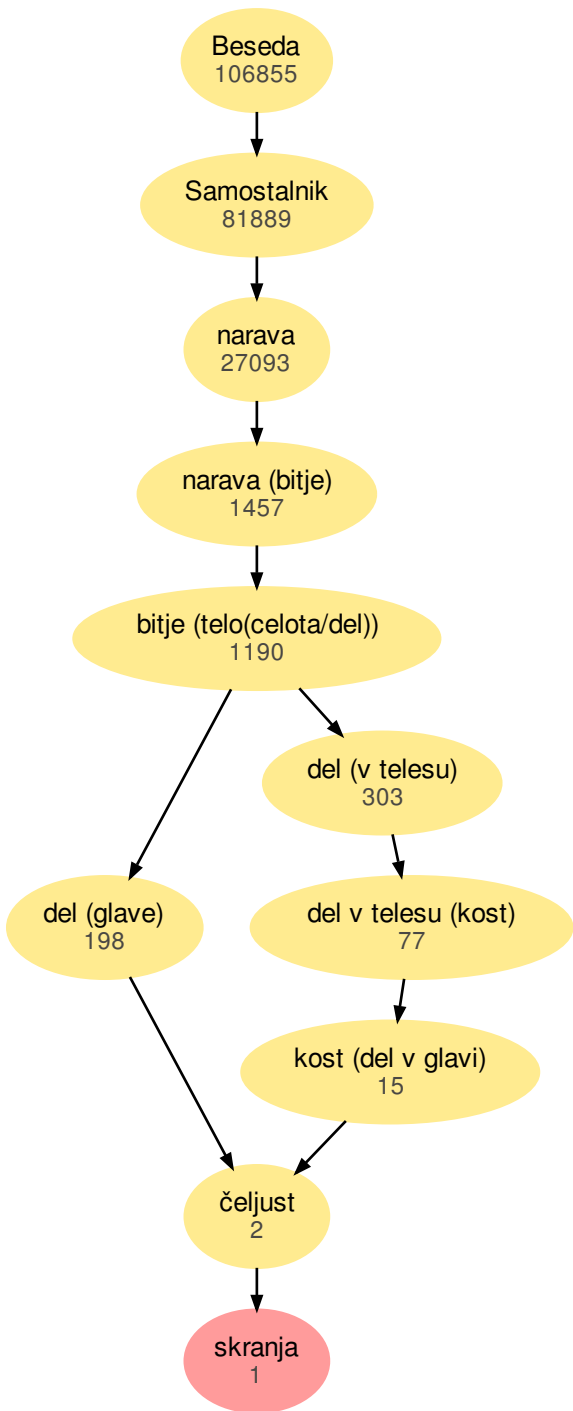 Beseda
106855
Samostalnik
81889
narava
27093
narava (bitje)
1457
bitje (telo(celota/del))
1190
del (v telesu)
303
del (glave)
198
del v telesu (kost)
77
kost (del v glavi)
15
čeljust
2
skranja
1